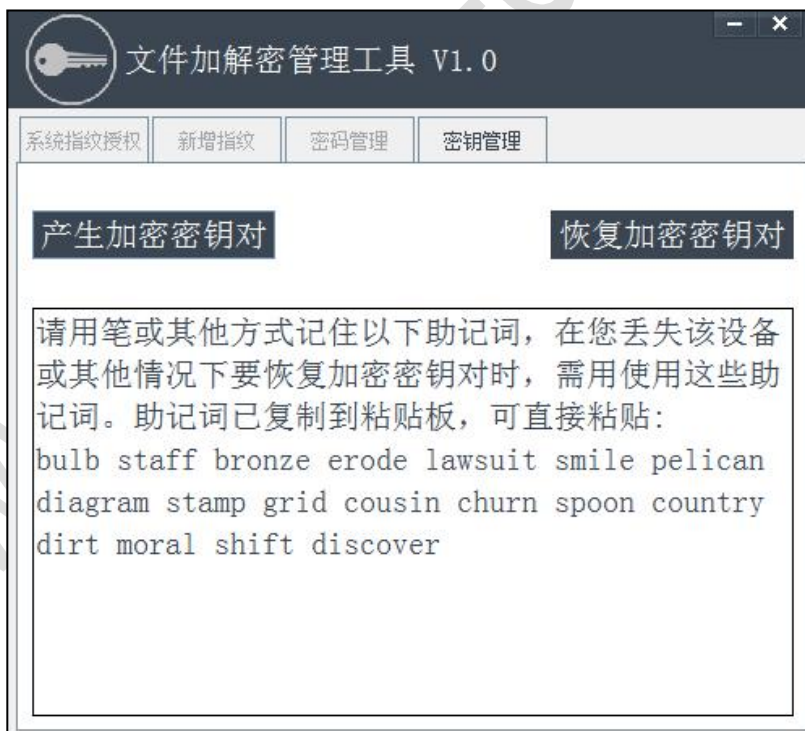 文件加解密管理工具 V1.0
系统指纹授权 新增指纹 密码管理 密钥管理
产生加密密钥对 恢复加密密钥对
请用笔或其他方式记住以下助记词，在您丢失该设备
或其他情况下要恢复加密密钥对时，需用使用这些助
记词。助记词已复制到粘贴板，可直接粘贴:
bulb staff bronze erode lawsuit smile pelican
diagram stamp grid cousin churn spoon country
dirt moral shift discover